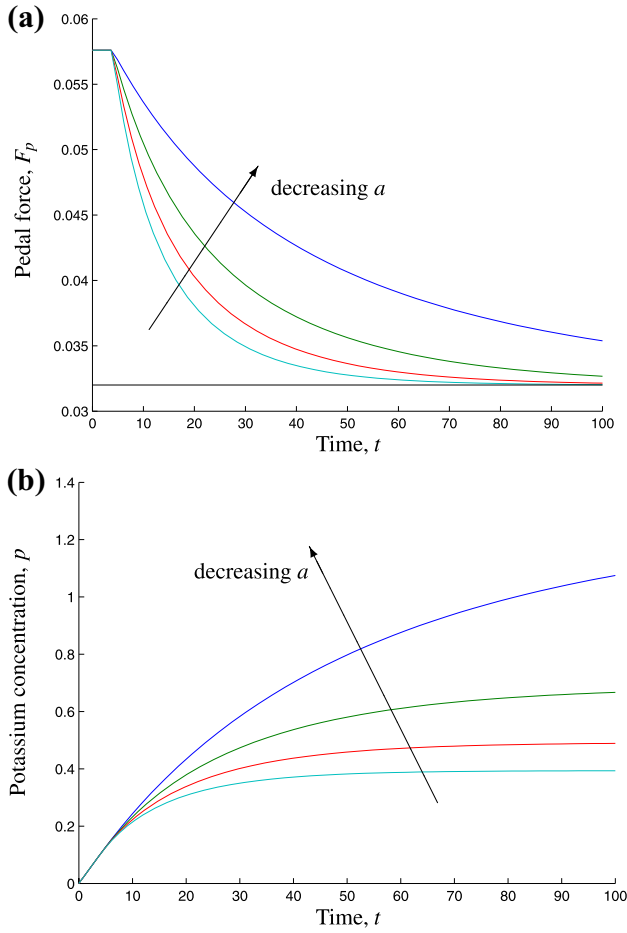 (a)
0.06
0.055
0.05
0.045
0.04
0.035
0.03
Pedal force, Fp
decreasing a
0 10 20 30 40 50 60 70 80 90 100
Time, t
(b)
1.4
1.2
1
0.8
0.6
0.4
0.2
0
Potassium concentration, p
decreasing a
0 10 20 30 40 50 60 70 80 90 100
Time, t